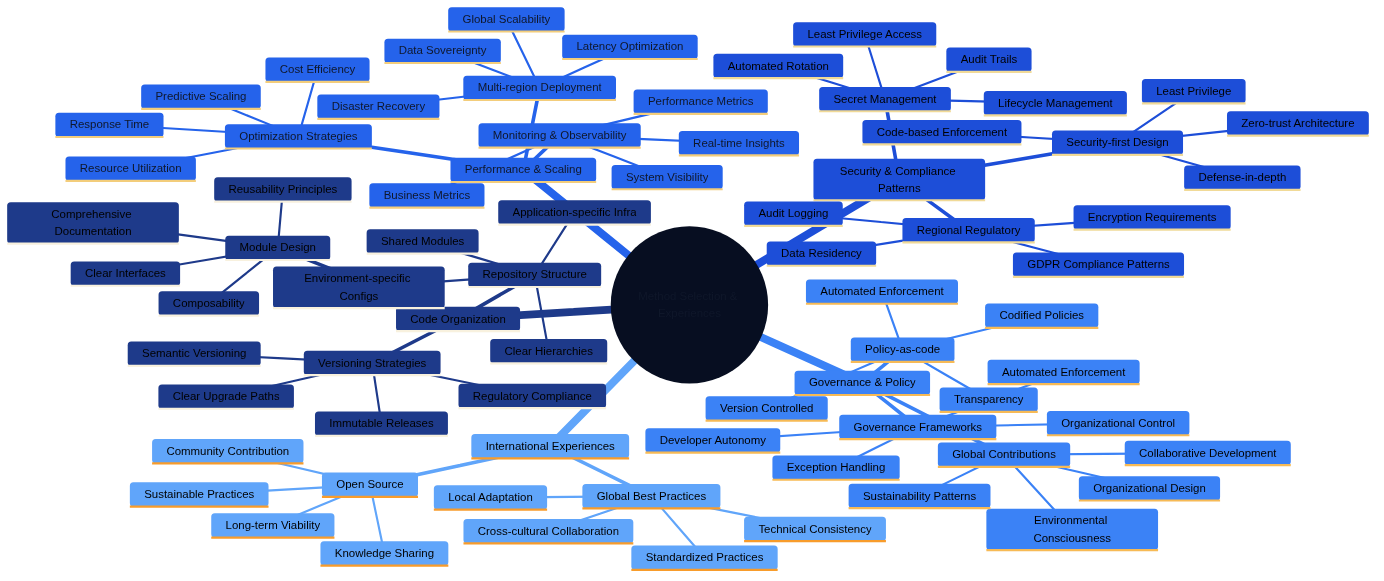 Global Scalability
Data Sovereignty
Latency Optimization
Cost Efficiency
Multi-region Deployment
Predictive Scaling
Disaster Recovery
Performance Metrics
Response Time
Optimization Strategies
Monitoring & Observability
Real-time Insights
Resource Utilization
Performance & Scaling
System Visibility
Business Metrics
Least Privilege Access
Audit Trails
Automated Rotation
Secret Management
Lifecycle Management
Least Privilege
Code-based Enforcement
Zero-trust Architecture
Security-first Design
Security & Compliance
Patterns
Defense-in-depth
Audit Logging
Encryption Requirements
Regional Regulatory
Data Residency
GDPR Compliance Patterns
Reusability Principles
Application-specific Infra
Comprehensive
Documentation
Shared Modules
Module Design
Clear Interfaces
Repository Structure
Environment-specific
Configs
Composability
Code Organization
Semantic Versioning
Clear Hierarchies
Versioning Strategies
Clear Upgrade Paths
Regulatory Compliance
Immutable Releases
Experiences
Automated Enforcement
Codified Policies
Policy-as-code
Automated Enforcement
Governance & Policy
Transparency
Version Controlled
Governance Frameworks
Organizational Control
Developer Autonomy
Global Contributions
Collaborative Development
Exception Handling
Organizational Design
Sustainability Patterns
Environmental
Consciousness
International Experiences
Community Contribution
Open Source
Sustainable Practices
Local Adaptation
Global Best Practices
Long-term Viability
Cross-cultural Collaboration
Technical Consistency
Knowledge Sharing
Standardized Practices